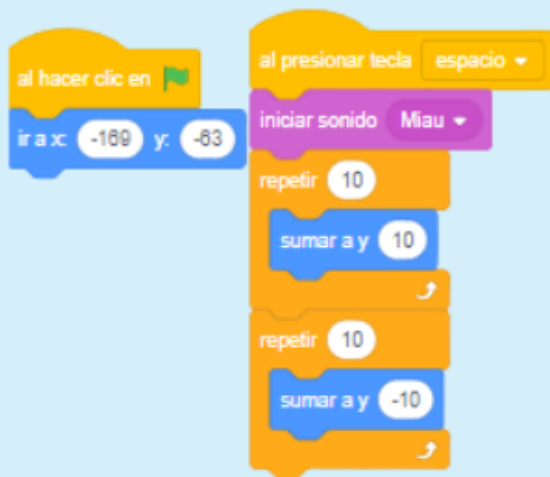 al hacer clic en
ir a x: -169 y: -63
al presionar tecla espacio
iniciar sonido Miau
repetir 10
sumar a y 10
repetir 10
sumar a y -10